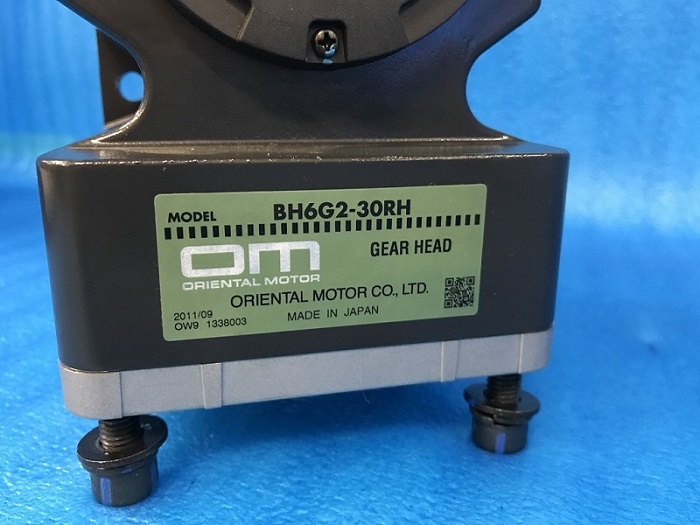 MODEL BH6G2-30RH
OM GEAR HEAD
ORIENTAL MOTOR
ORIENTAL MOTOR CO., LTD.
2011/09
OW9 1338003 MADE IN JAPAN